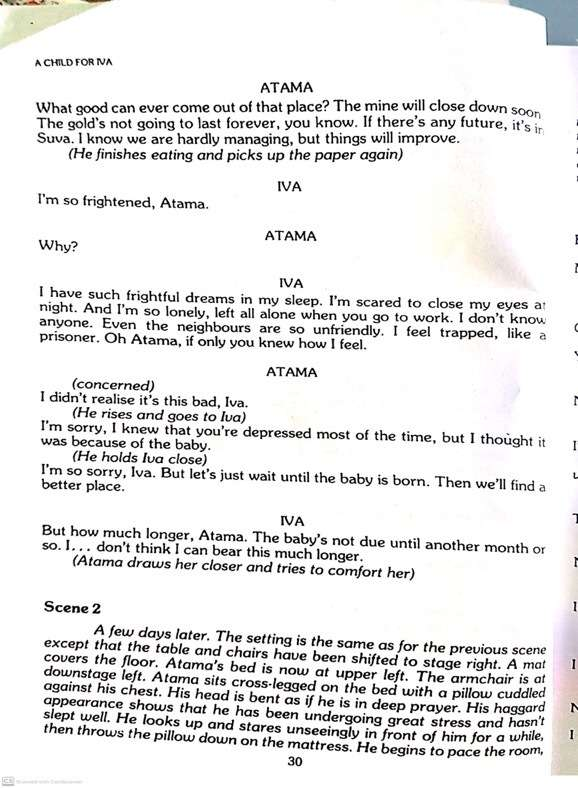 A CHILD FOR IVA
ATAMA
What good can ever come out of that place? The mine will close down soon
The gold's not going to last forever, you know. If there's any future, it's in
Suva. I know we are hardly managing, but things will improve.
(He finishes eating and picks up the paper again)
IVA
I'm so frightened, Atama.
ATAMA
Why?
IVA
I have such frightful dreams in my sleep. I'm scared to close my eyes at
night. And I'm so lonely, left all alone when you go to work. I don't know
anyone. Even the neighbours are so unfriendly. I feel trapped, like a
prisoner. Oh Atama, if only you knew how I feel.
ATAMA
(concerned)
I didn't realise it's this bad, Iva.
(He rises and goes to Iva)
I'm sorry, I knew that you're depressed most of the time, but I thought it
was because of the baby.
(He holds Iva close)
I'm so sorry, Iva. But let's just wait until the baby is born. Then we'll find a
better place.
IVA
But how much longer, Atama. The baby's not due until another month or
so. I... don't think I can bear this much longer.
(Atama draws her closer and tries to comfort her)
Scene 2
A few days later. The setting is the same as for the previous scene
except that the table and chairs have been shifted to stage right. A mat
covers the floor. Atama's bed is now at upper left. The armchair is at
downstage left. Atama sits cross-legged on the bed with a pillow cuddled
against his chest. His head is bent as if he is in deep prayer. His haggard
appearance shows that he has been undergoing great stress and hasn't
slept well. He looks up and stares unseeingly in front of him for a while,
then throws the pillow down on the mattress. He begins to pace the room,
30
CS Scanned with CamScanner